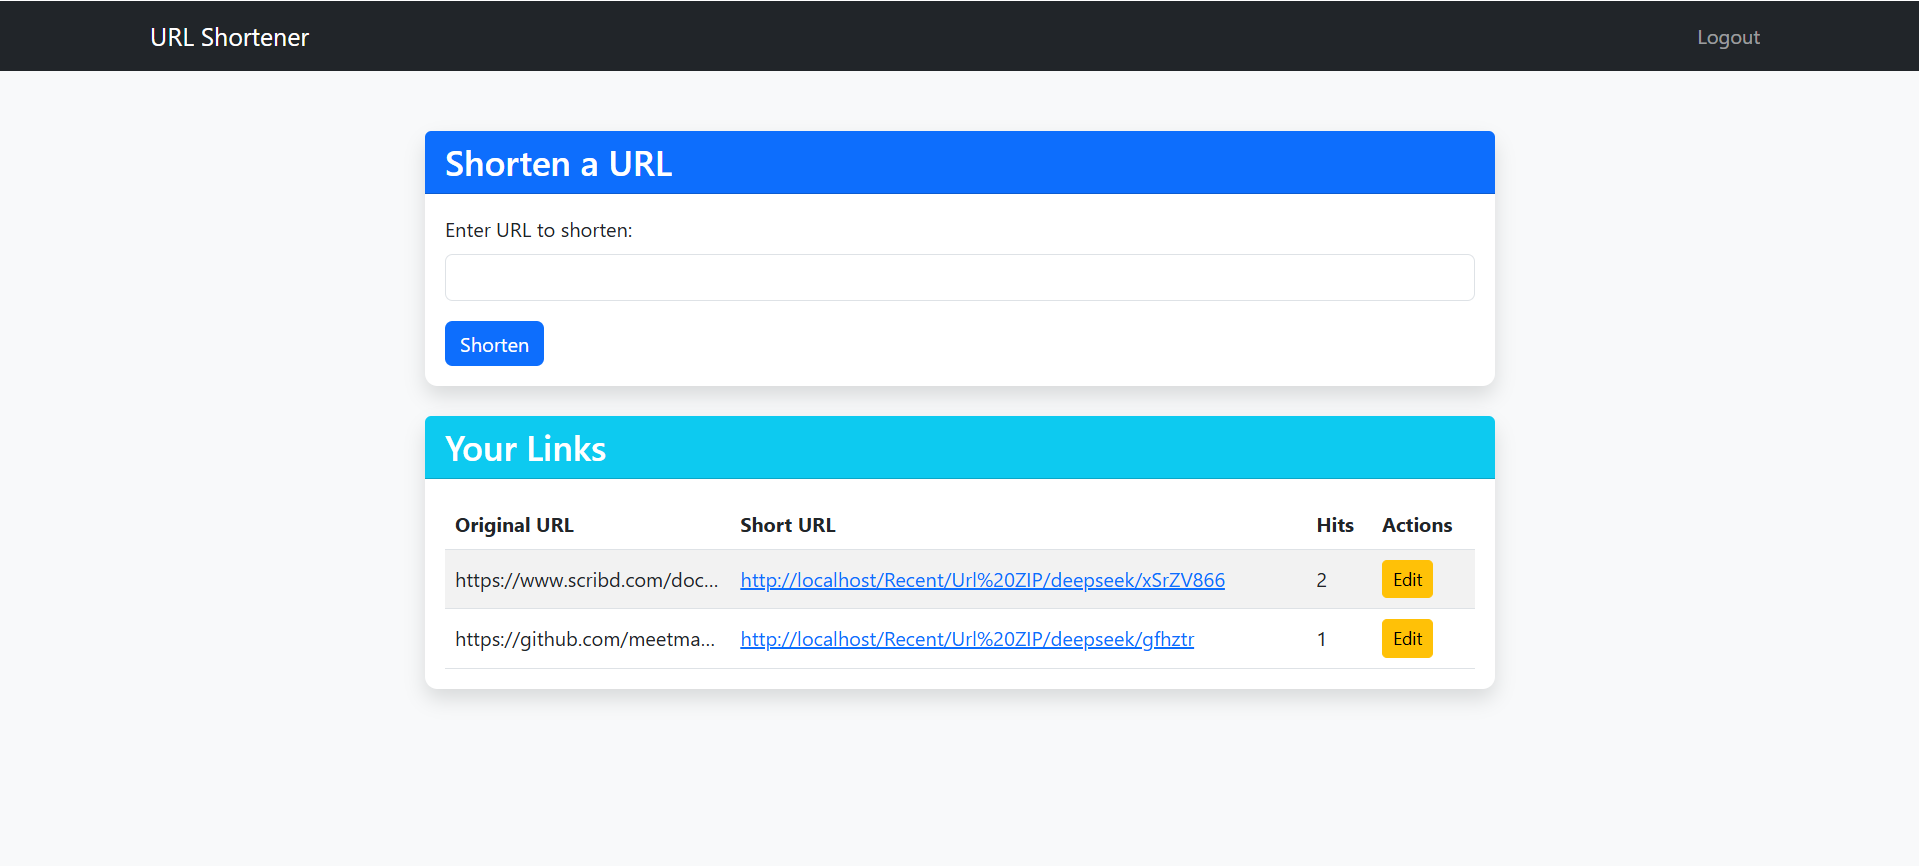 URL Shortener Logout
Shorten a URL
Enter URL to shorten:
Shorten
Your Links
Original URL Short URL Hits Actions
https://www.scribd.com/doc... http://localhost/Recent/Url%20ZIP/deepseek/xSrZV866 2 Edit
https://github.com/meetma... http://localhost/Recent/Url%20ZIP/deepseek/gfhztr 1 Edit